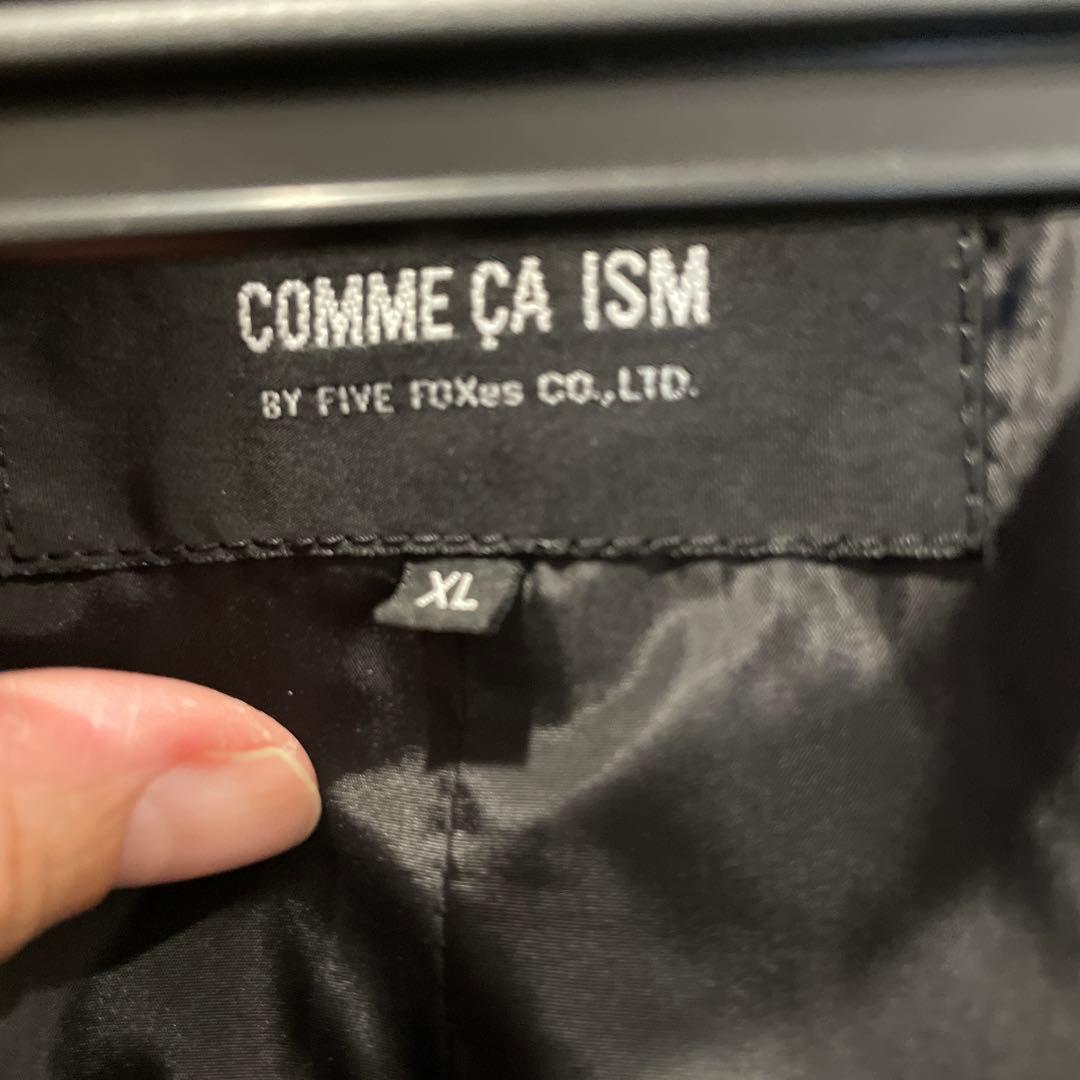 COMME ÇA ISM
BY FIVE FOXes CO.,LTD.
XL